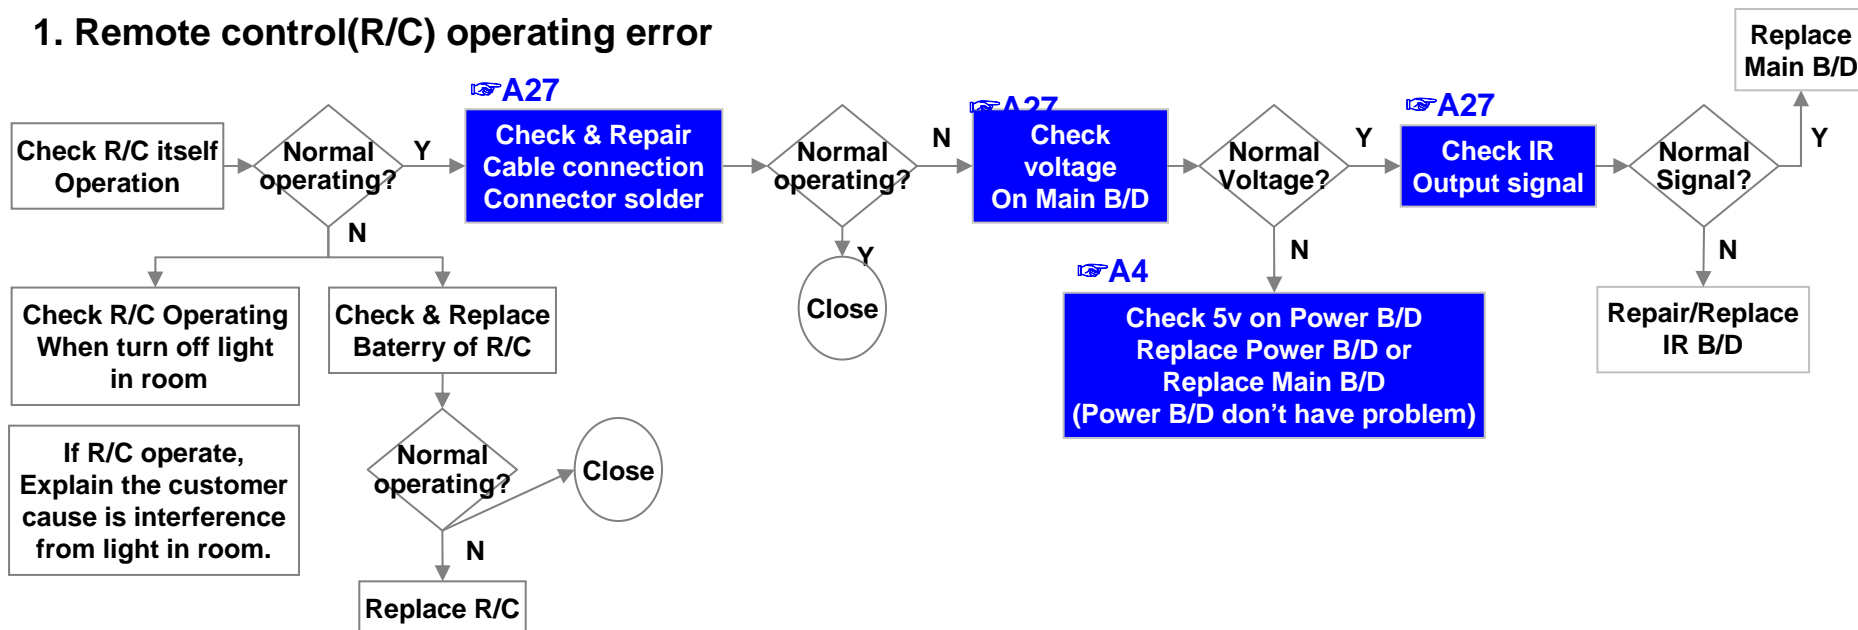 1. Remote control(R/C) operating error
Check R/C itself
Operation
Normal
operating?
Y
N
☞A27
Check & Repair
Cable connection
Connector solder
Normal
operating?
N
Y
Close
☞A27
Check
voltage
On Main B/D
Normal
Voltage?
Y
N
☞A27
Check IR
Output signal
Normal
Signal?
Y
N
Replace
Main B/D
Repair/Replace
IR B/D
☞A4
Check 5v on Power B/D
Replace Power B/D or
Replace Main B/D
(Power B/D don’t have problem)
Check R/C Operating
When turn off light
in room
If R/C operate,
Explain the customer
cause is interference
from light in room.
Check & Replace
Baterry of R/C
Normal
operating?
Close
N
Replace R/C